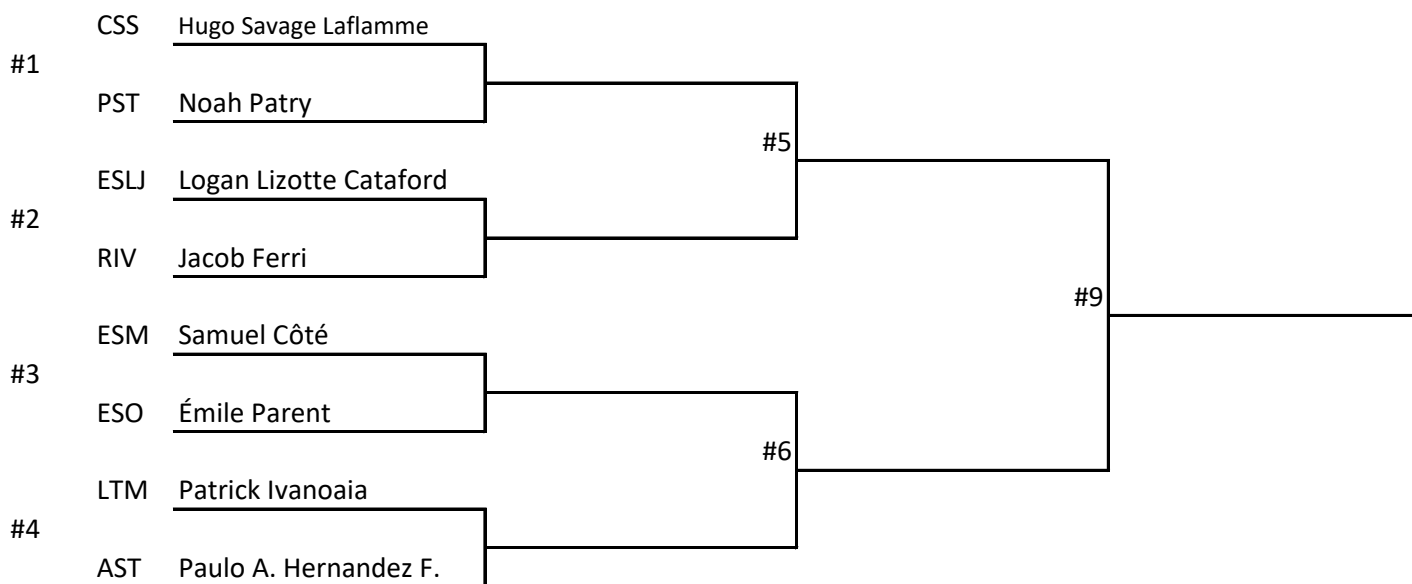 CSS Hugo Savage Laflamme
#1
PST Noah Patry
#5
ESLJ Logan Lizotte Cataford
#2
RIV Jacob Ferri
#9
ESM Samuel Côté
#3
ESO Émile Parent
#6
LTM Patrick Ivanoaia
#4
AST Paulo A. Hernandez F.